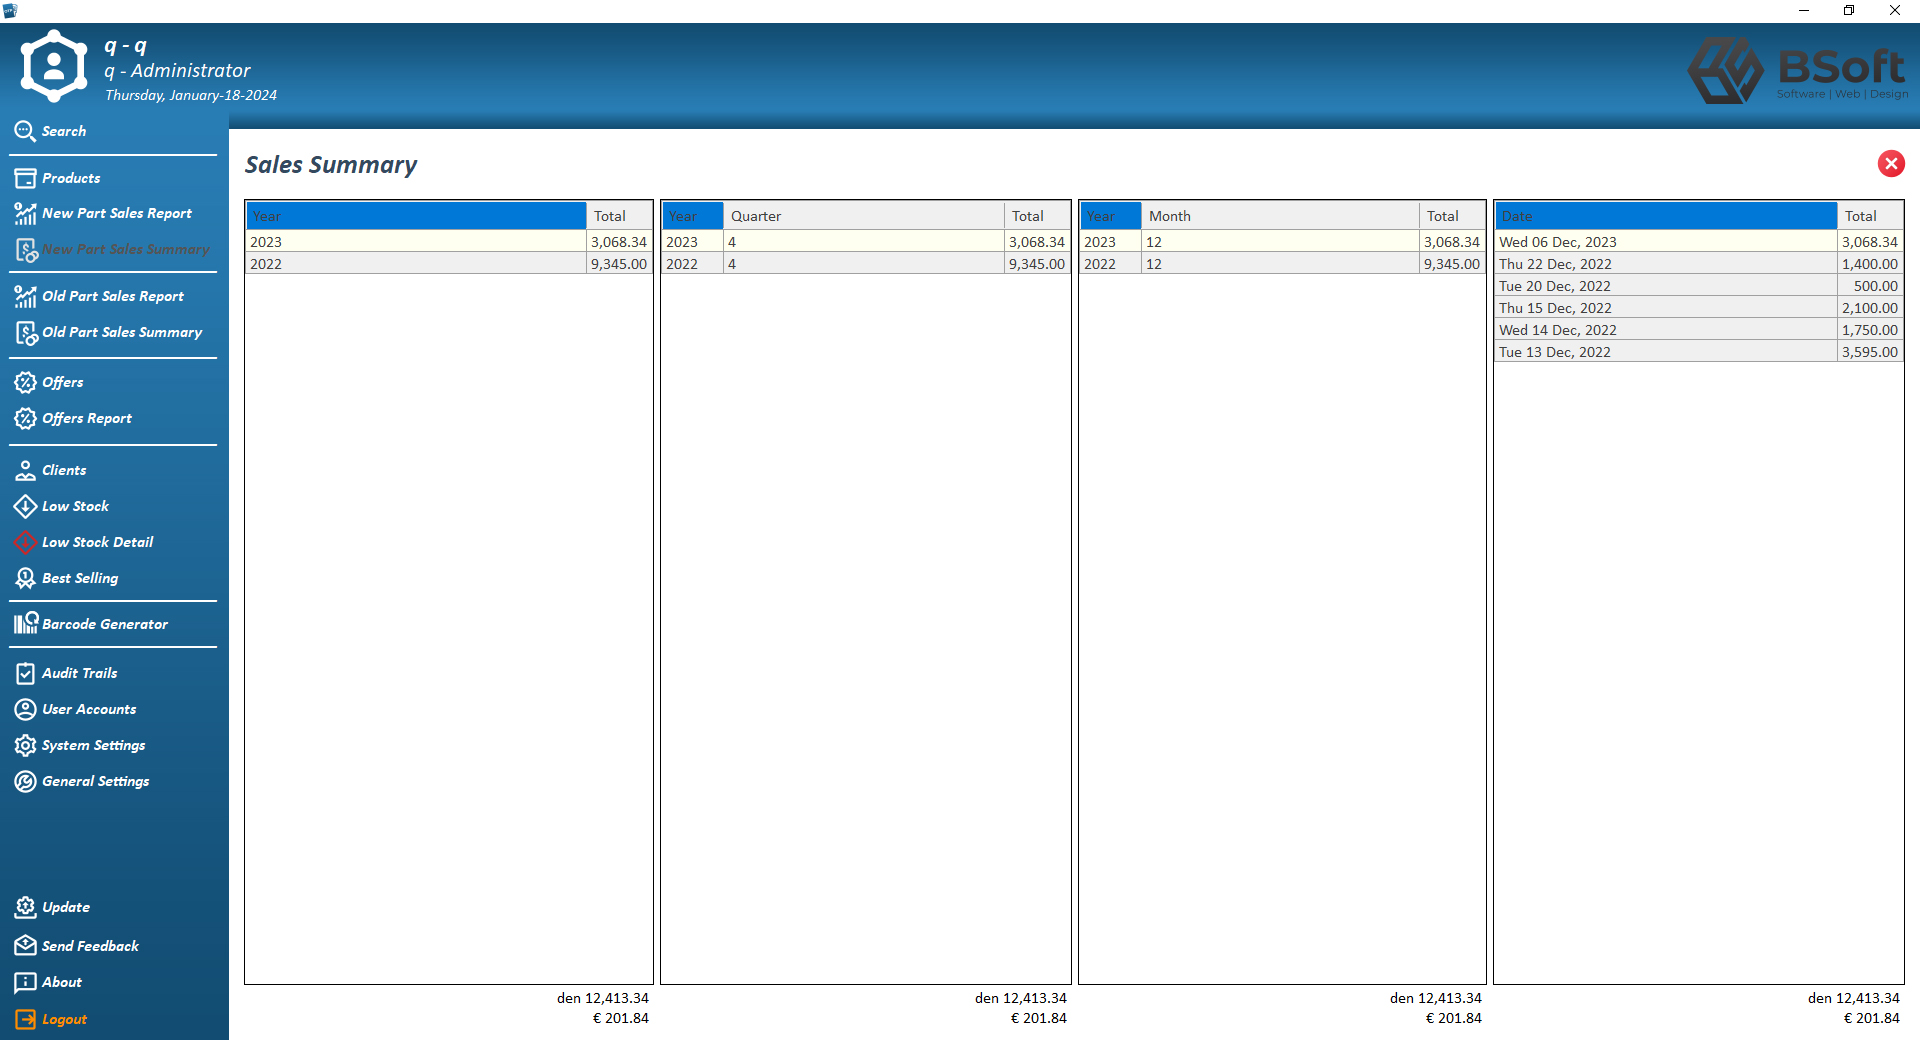 q - q
q - Administrator
Thursday, January-18-2024
BSoft
Software | Web | Design
Search
Products
New Part Sales Report
New Part Sales Summary
Old Part Sales Report
Old Part Sales Summary
Offers
Offers Report
Clients
Low Stock
Low Stock Detail
Best Selling
Barcode Generator
Audit Trails
User Accounts
System Settings
General Settings
Update
Send Feedback
About
Logout
Sales Summary
Year Total
2023 3,068.34
2022 9,345.00
den 12,413.34
€ 201.84
Year Quarter Total
2023 4 3,068.34
2022 4 9,345.00
den 12,413.34
€ 201.84
Year Month Total
2023 12 3,068.34
2022 12 9,345.00
den 12,413.34
€ 201.84
Date Total
Wed 06 Dec, 2023 3,068.34
Thu 22 Dec, 2022 1,400.00
Tue 20 Dec, 2022 500.00
Thu 15 Dec, 2022 2,100.00
Wed 14 Dec, 2022 1,750.00
Tue 13 Dec, 2022 3,595.00
den 12,413.34
€ 201.84